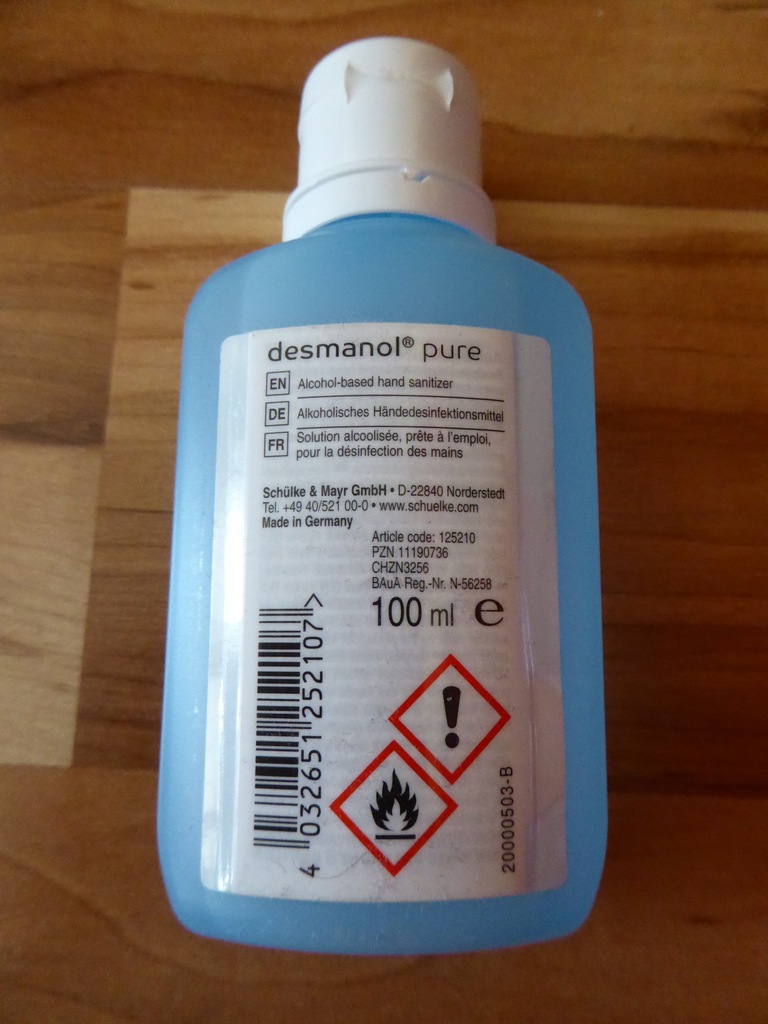 desmanol® pure
EN Alcohol-based hand sanitizer
DE Alkoholisches Händedesinfektionsmittel
FR Solution alcoolisée, prête à l'emploi,
pour la désinfection des mains
Schülke & Mayr GmbH • D-22840 Norderstedt
Tel. +49 40/521 00-0 • www.schuelke.com
Made in Germany
Article code: 125210
PZN 11190736
CHZN3256
BAuA Reg.-Nr. N-56258
100 ml ℮
4 032651 252107 >
20000503-B